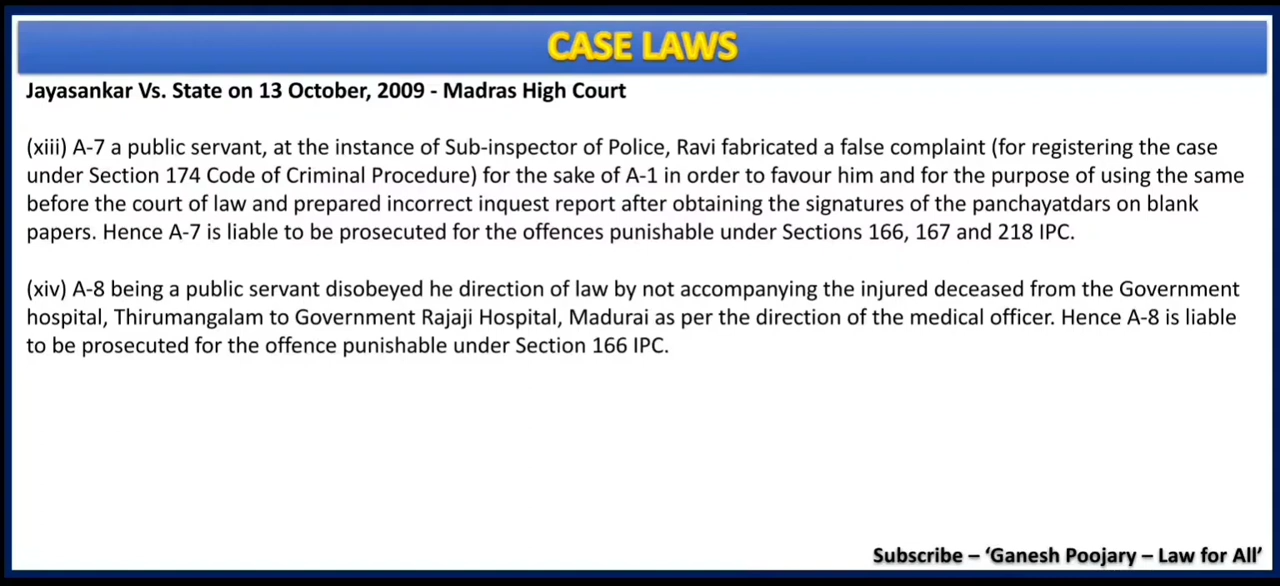 CASE LAWS
Jayasankar Vs. State on 13 October, 2009 - Madras High Court
(xiii) A-7 a public servant, at the instance of Sub-inspector of Police, Ravi fabricated a false complaint (for registering the case
under Section 174 Code of Criminal Procedure) for the sake of A-1 in order to favour him and for the purpose of using the same
before the court of law and prepared incorrect inquest report after obtaining the signatures of the panchayatdars on blank
papers. Hence A-7 is liable to be prosecuted for the offences punishable under Sections 166, 167 and 218 IPC.
(xiv) A-8 being a public servant disobeyed he direction of law by not accompanying the injured deceased from the Government
hospital, Thirumangalam to Government Rajaji Hospital, Madurai as per the direction of the medical officer. Hence A-8 is liable
to be prosecuted for the offence punishable under Section 166 IPC.
Subscribe – ‘Ganesh Poojary – Law for All’